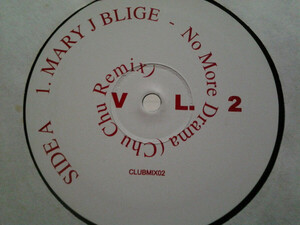 SIDE A 1. MARY J BLIGE - No More Drama (Chu Chu Remix)
V L. 2
CLUBMIX02